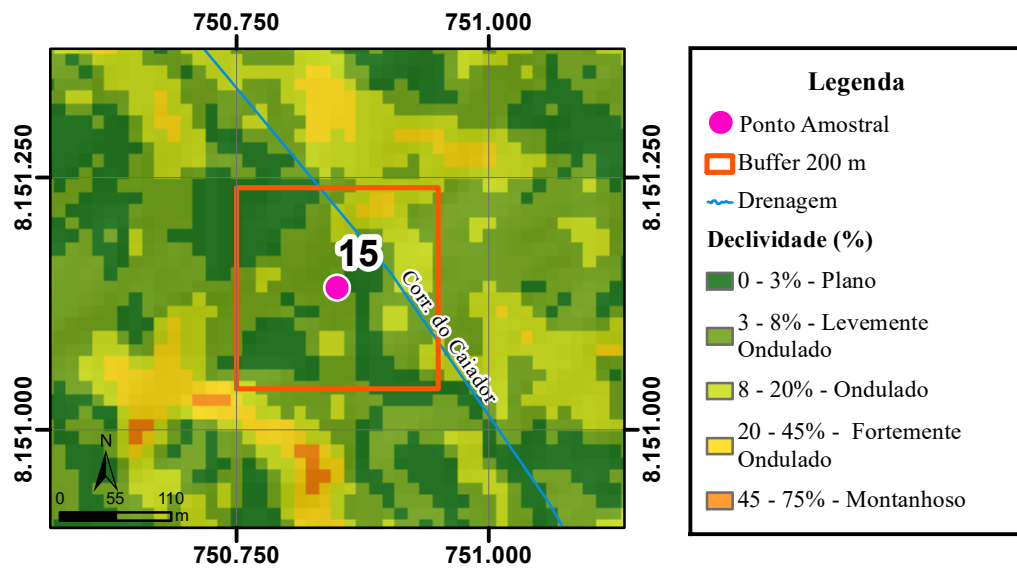 750.750
751.000
8.151.250
8.151.250
15
Corr. do Caiador
8.151.000
8.151.000
N
0
55
110
m
750.750
751.000
Legenda
Ponto Amostral
Buffer 200 m
Drenagem
Declividade (%)
0 - 3% - Plano
3 - 8% - Levemente
Ondulado
8 - 20% - Ondulado
20 - 45% - Fortemente
Ondulado
45 - 75% - Montanhoso